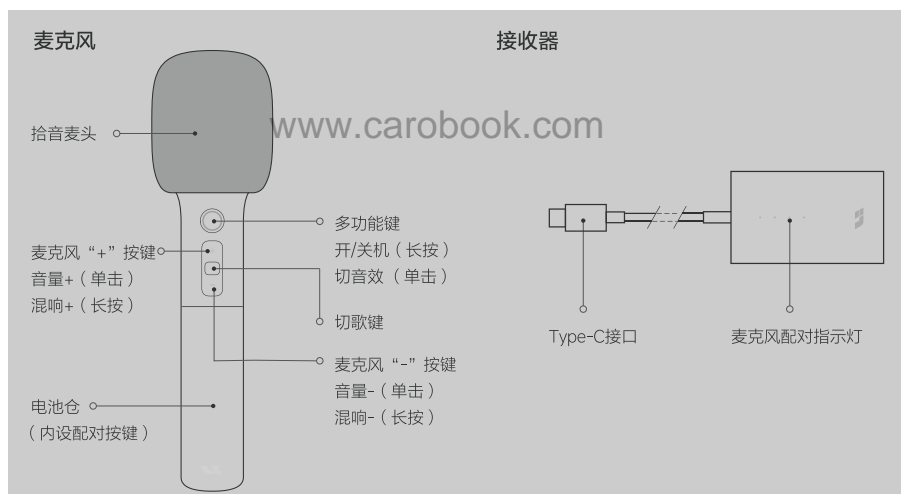 麦克风
接收器
www.carobook.com
拾音麦头
多功能键
开/关机（长按）
切音效（单击）
麦克风“+”按键
音量+（单击）
混响+（长按）
切歌键
Type-C接口
麦克风配对指示灯
麦克风“-”按键
音量-（单击）
混响-（长按）
电池仓
（内设配对按键）